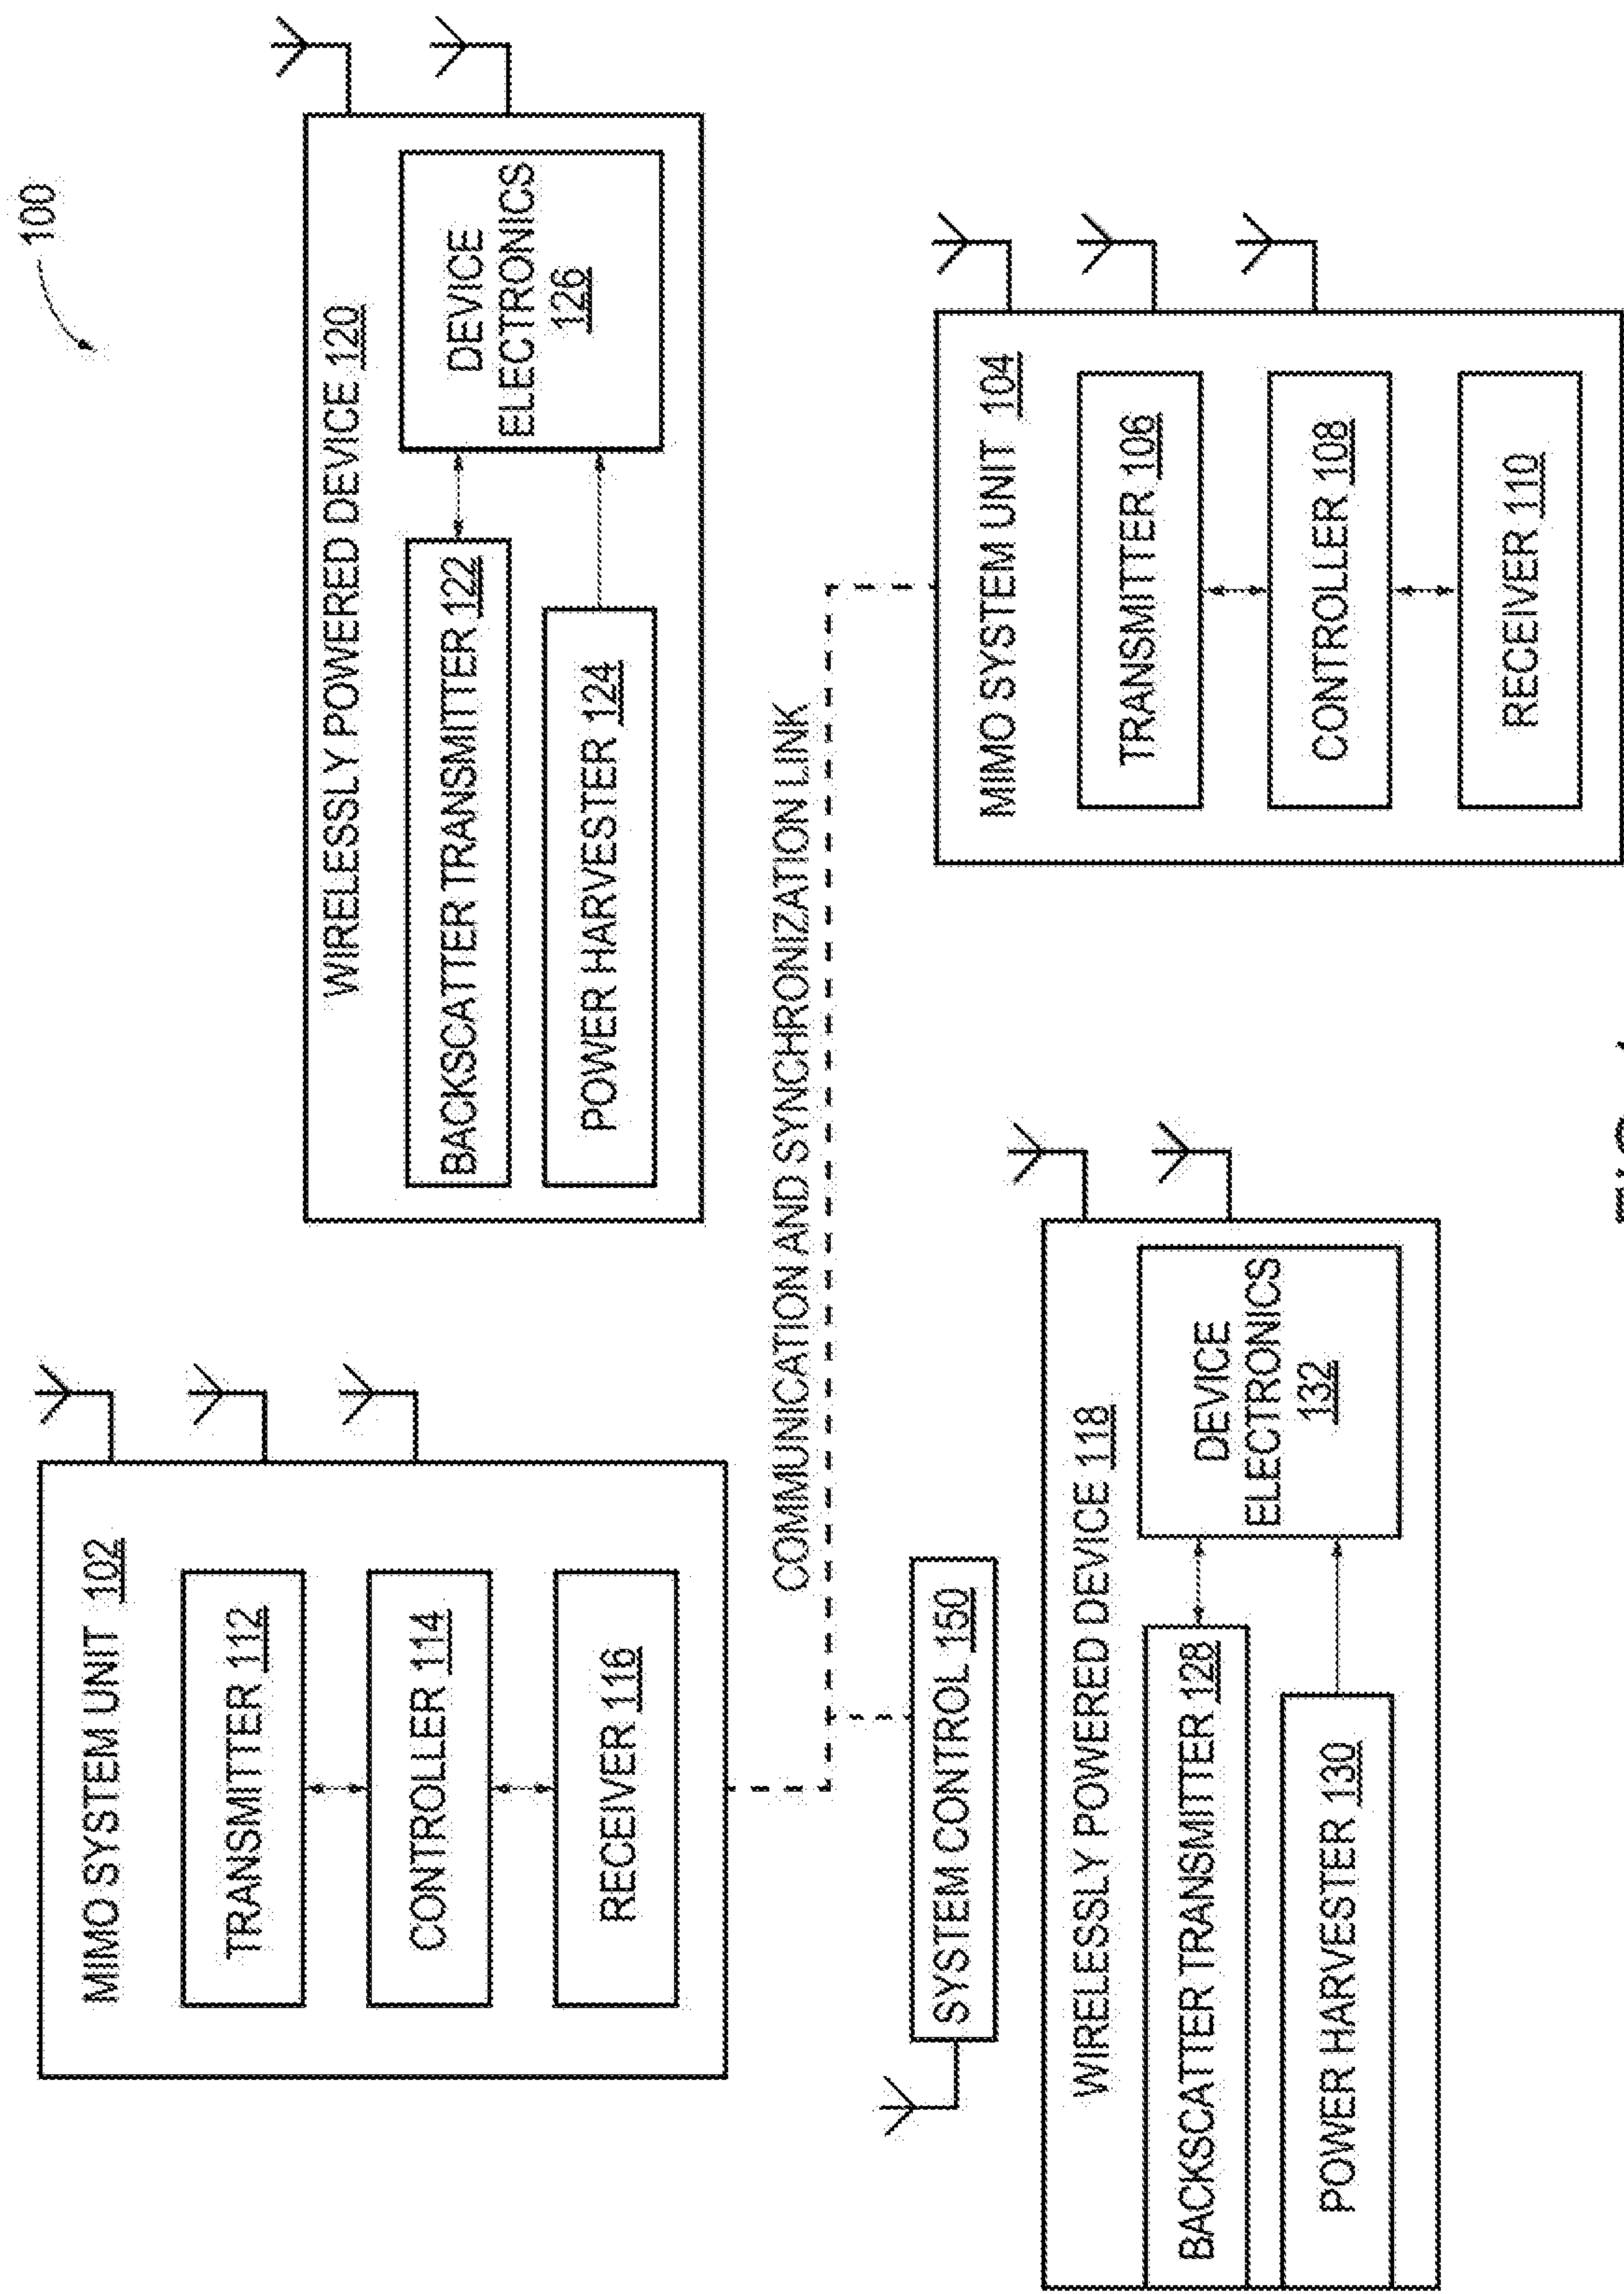 100
MIMO SYSTEM UNIT 102
TRANSMITTER 112
CONTROLLER 114
RECEIVER 116
WIRELESSLY POWERED DEVICE 120
BACKSCATTER TRANSMITTER 122
POWER HARVESTER 124
DEVICE
ELECTRONICS
126
COMMUNICATION AND SYNCHRONIZATION LINK
SYSTEM CONTROL 150
WIRELESSLY POWERED DEVICE 118
BACKSCATTER TRANSMITTER 128
POWER HARVESTER 130
DEVICE
ELECTRONICS
132
MIMO SYSTEM UNIT 104
TRANSMITTER 106
CONTROLLER 108
RECEIVER 110